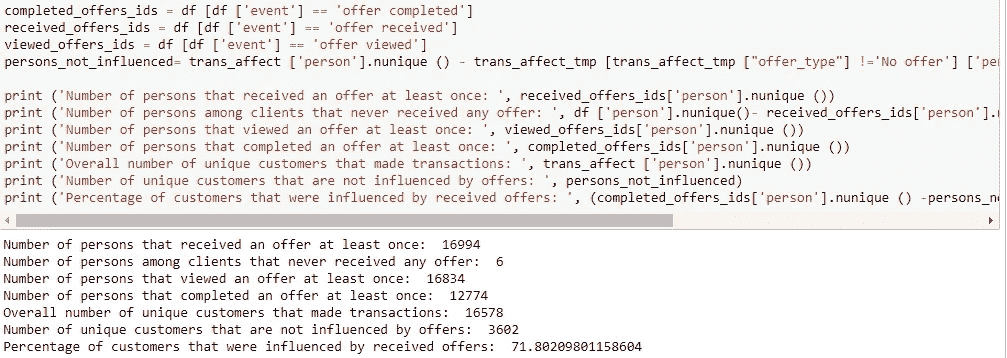 completed_offers_ids = df [df ['event'] == 'offer completed']
received_offers_ids = df [df ['event'] == 'offer received']
viewed_offers_ids = df [df ['event'] == 'offer viewed']
persons_not_influenced= trans_affect ['person'].nunique () - trans_affect_tmp [trans_affect_tmp ["offer_type"] !='No offer'] ['pe
print ('Number of persons that received an offer at least once: ', received_offers_ids['person'].nunique ())
print ('Number of persons among clients that never received any offer: ', df ['person'].nunique()- received_offers_ids['person'].
print ('Number of persons that viewed an offer at least once: ', viewed_offers_ids['person'].nunique ())
print ('Number of persons that completed an offer at least once: ', completed_offers_ids['person'].nunique ())
print ('Overall number of unique customers that made transactions: ', trans_affect ['person'].nunique ())
print ('Number of unique customers that are not influenced by offers: ', persons_not_influenced)
print ('Percentage of customers that were influenced by received offers: ', (completed_offers_ids['person'].nunique () -persons_n
Number of persons that received an offer at least once:  16994
Number of persons among clients that never received any offer:  6
Number of persons that viewed an offer at least once:  16834
Number of persons that completed an offer at least once:  12774
Overall number of unique customers that made transactions:  16578
Number of unique customers that are not influenced by offers:  3602
Percentage of customers that were influenced by received offers:  71.80209801158604